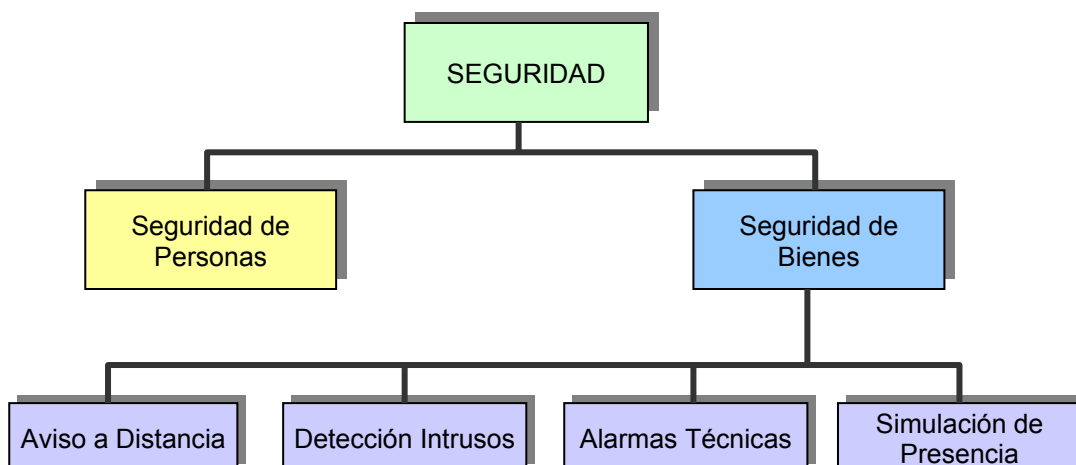 SEGURIDAD
Seguridad de
Personas
Seguridad de
Bienes
Aviso a Distancia
Detección Intrusos
Alarmas Técnicas
Simulación de
Presencia